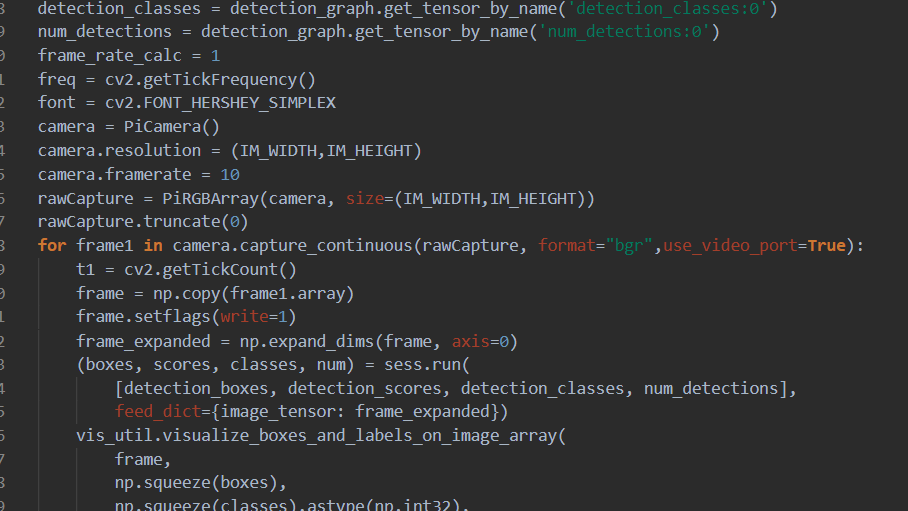 8 detection_classes = detection_graph.get_tensor_by_name('detection_classes:0')
9 num_detections = detection_graph.get_tensor_by_name('num_detections:0')
0 frame_rate_calc = 1
1 freq = cv2.getTickFrequency()
2 font = cv2.FONT_HERSHEY_SIMPLEX
3 camera = PiCamera()
4 camera.resolution = (IM_WIDTH,IM_HEIGHT)
5 camera.framerate = 10
6 rawCapture = PiRGBArray(camera, size=(IM_WIDTH,IM_HEIGHT))
7 rawCapture.truncate(0)
8 for frame1 in camera.capture_continuous(rawCapture, format="bgr",use_video_port=True):
9 t1 = cv2.getTickCount()
0 frame = np.copy(frame1.array)
1 frame.setflags(write=1)
2 frame_expanded = np.expand_dims(frame, axis=0)
3 (boxes, scores, classes, num) = sess.run(
4 [detection_boxes, detection_scores, detection_classes, num_detections],
5 feed_dict={image_tensor: frame_expanded})
6 vis_util.visualize_boxes_and_labels_on_image_array(
7 frame,
8 np.squeeze(boxes),
9 np.squeeze(classes).astype(np.int32),